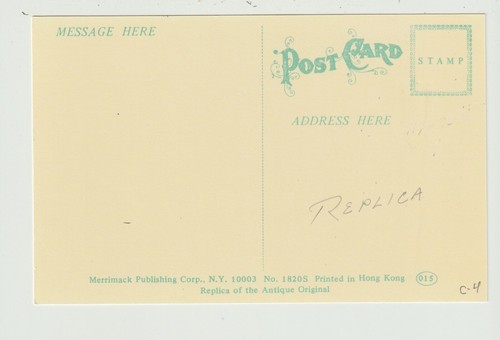 MESSAGE HERE
POST CARD
STAMP
ADDRESS HERE
REPLICA
Merrimack Publishing Corp., N.Y. 10003 No. 1820S Printed in Hong Kong 015
Replica of the Antique Original
C-4